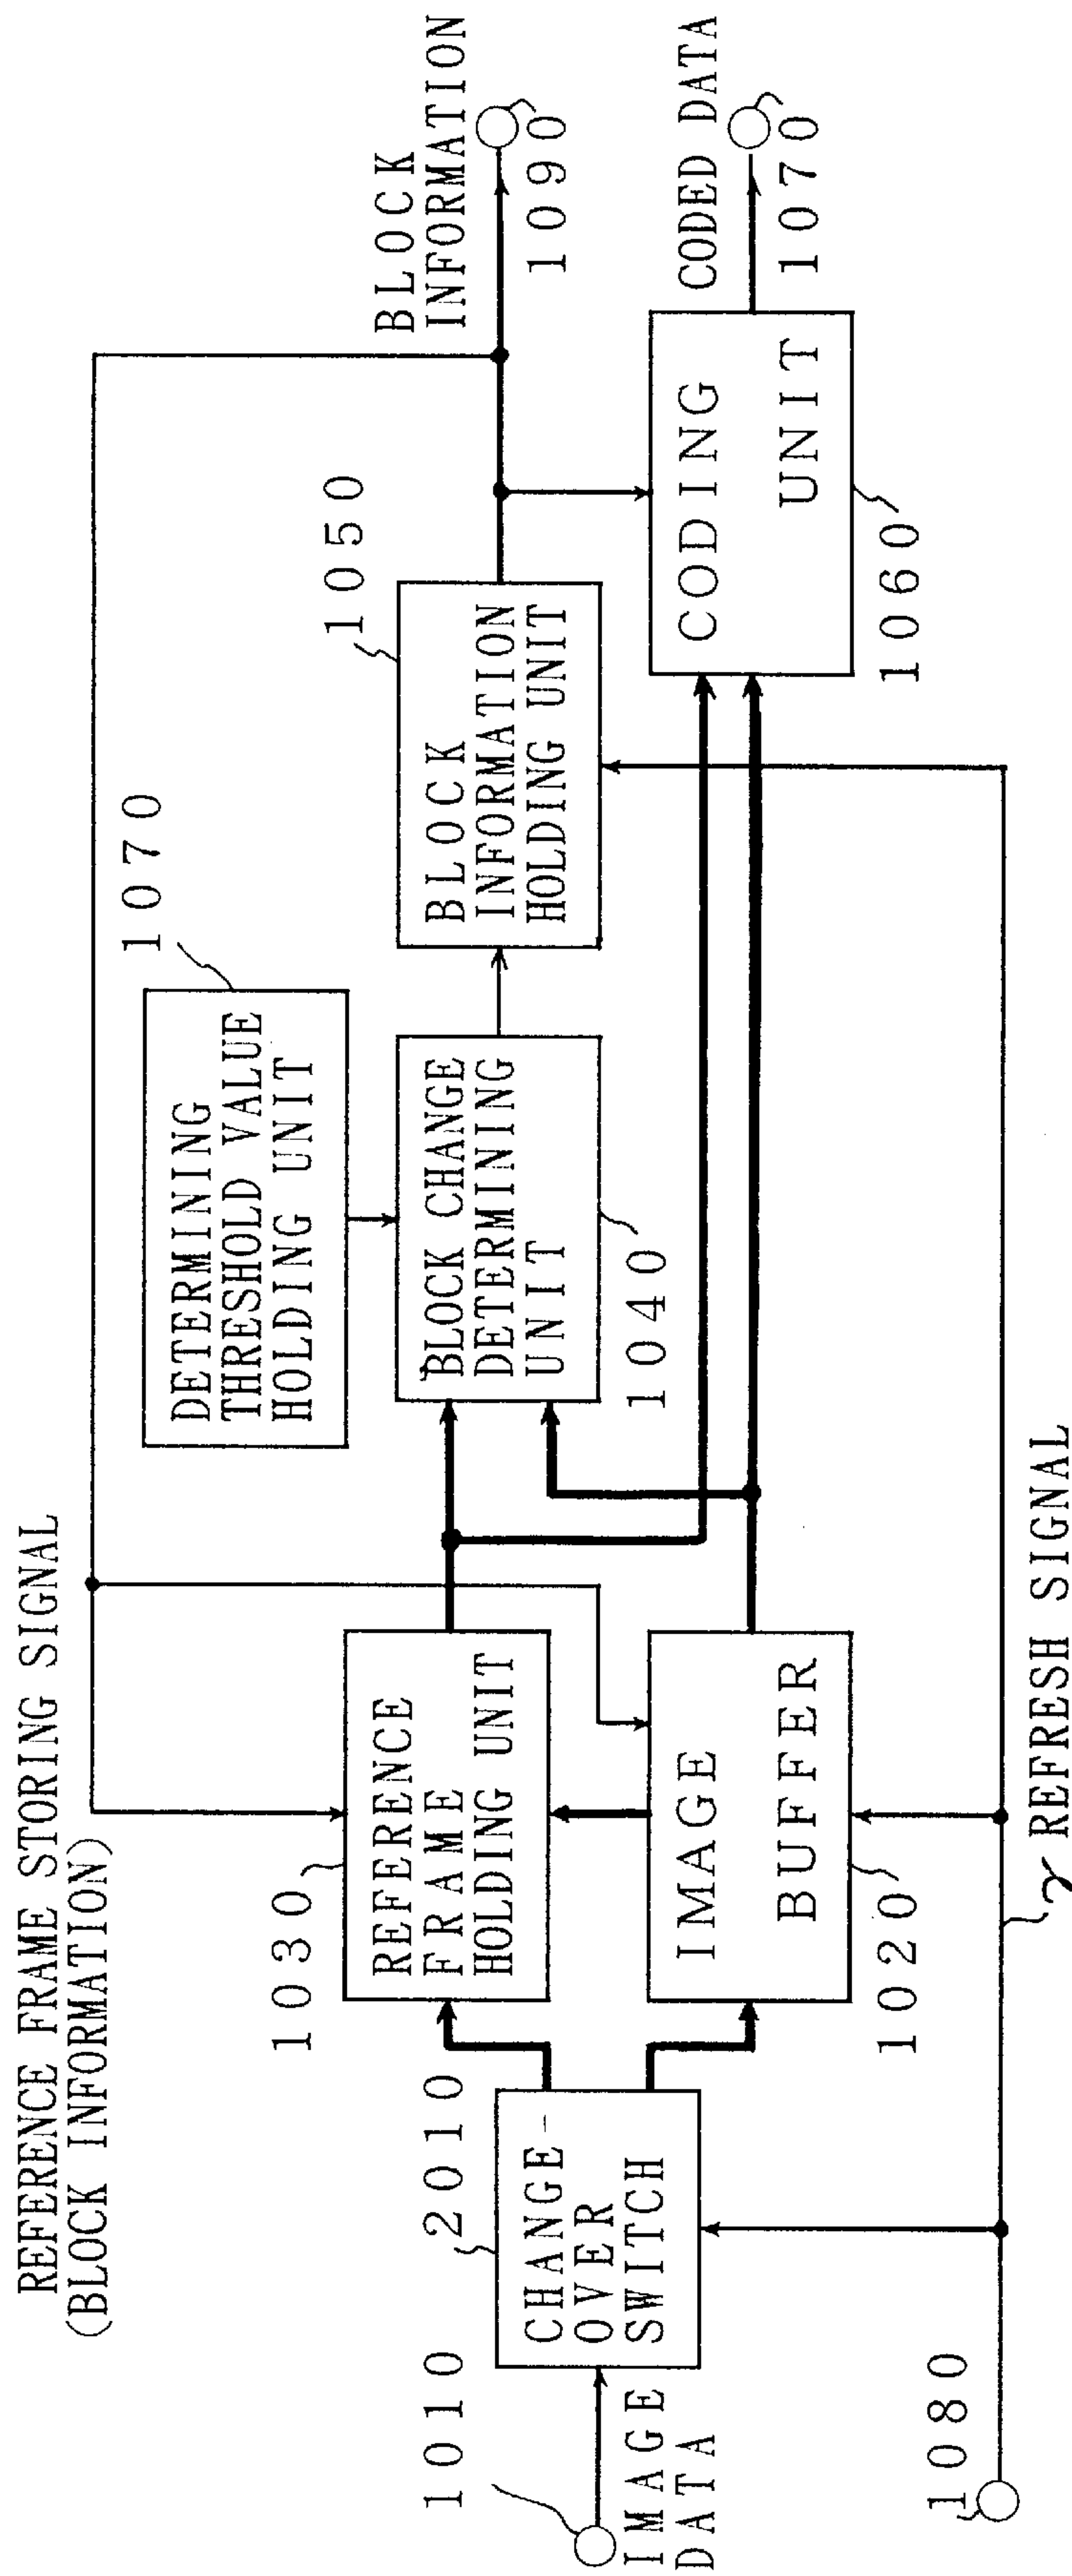 REFERENCE FRAME STORING SIGNAL
(BLOCK INFORMATION)
1010
IMAGE
DATA
2010
CHANGE-
OVER
SWITCH
1030
REFERENCE
FRAME
HOLDING UNIT
IMAGE
BUFFER
1020
1070
DETERMINING
THRESHOLD VALUE
HOLDING UNIT
BLOCK CHANGE
DETERMINING
UNIT
1040
1050
BLOCK
INFORMATION
HOLDING UNIT
CODING
UNIT
1060
BLOCK
INFORMATION
1090
CODED DATA
1070
1080
γ REFRESH SIGNAL